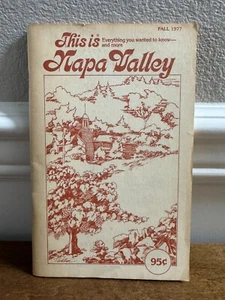 FALL 1977
This is
Everything you wanted to know—
and more
Napa Valley
95¢